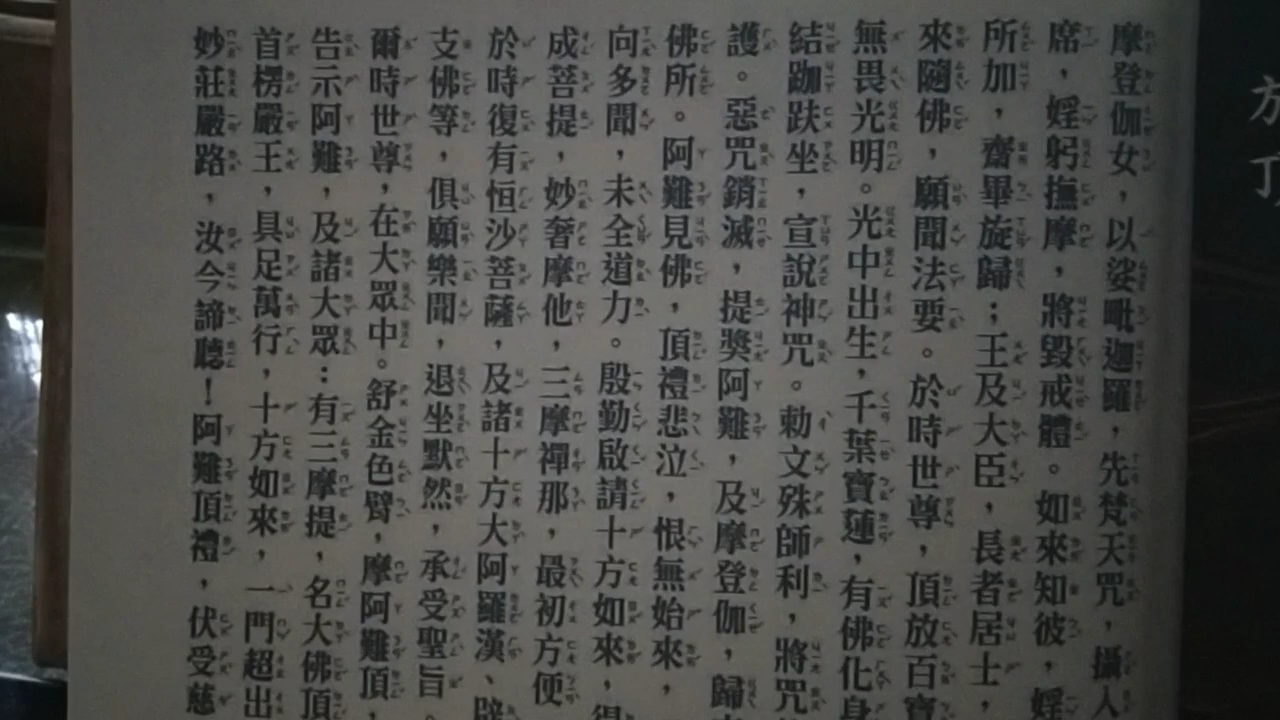 摩登伽女，以娑毗迦羅，先梵天咒，攝入
席，婬躬撫摩，將毀戒體。如來知彼，婬
所加，齋畢旋歸；王及大臣，長者居士，
來隨佛，願聞法要。於時世尊，頂放百寶
無畏光明。光中出生，千葉寶蓮，有佛化身
結跏趺坐，宣說神咒。勅文殊師利，將咒
護。惡咒銷滅，提獎阿難，及摩登伽，歸
佛所。阿難見佛，頂禮悲泣，恨無始來，
向多聞，未全道力。殷勤啟請十方如來，得
成菩提，妙奢摩他，三摩禪那，最初方便
於時復有恒沙菩薩，及諸十方大阿羅漢、辟
支佛等，俱願樂聞，退坐默然，承受聖旨。
爾時世尊，在大眾中。舒金色臂，摩阿難頂，
告示阿難，及諸大眾：有三摩提，名大佛頂
首楞嚴王，具足萬行，十方如來，一門超出
妙莊嚴路，汝今諦聽！阿難頂禮，伏受慈